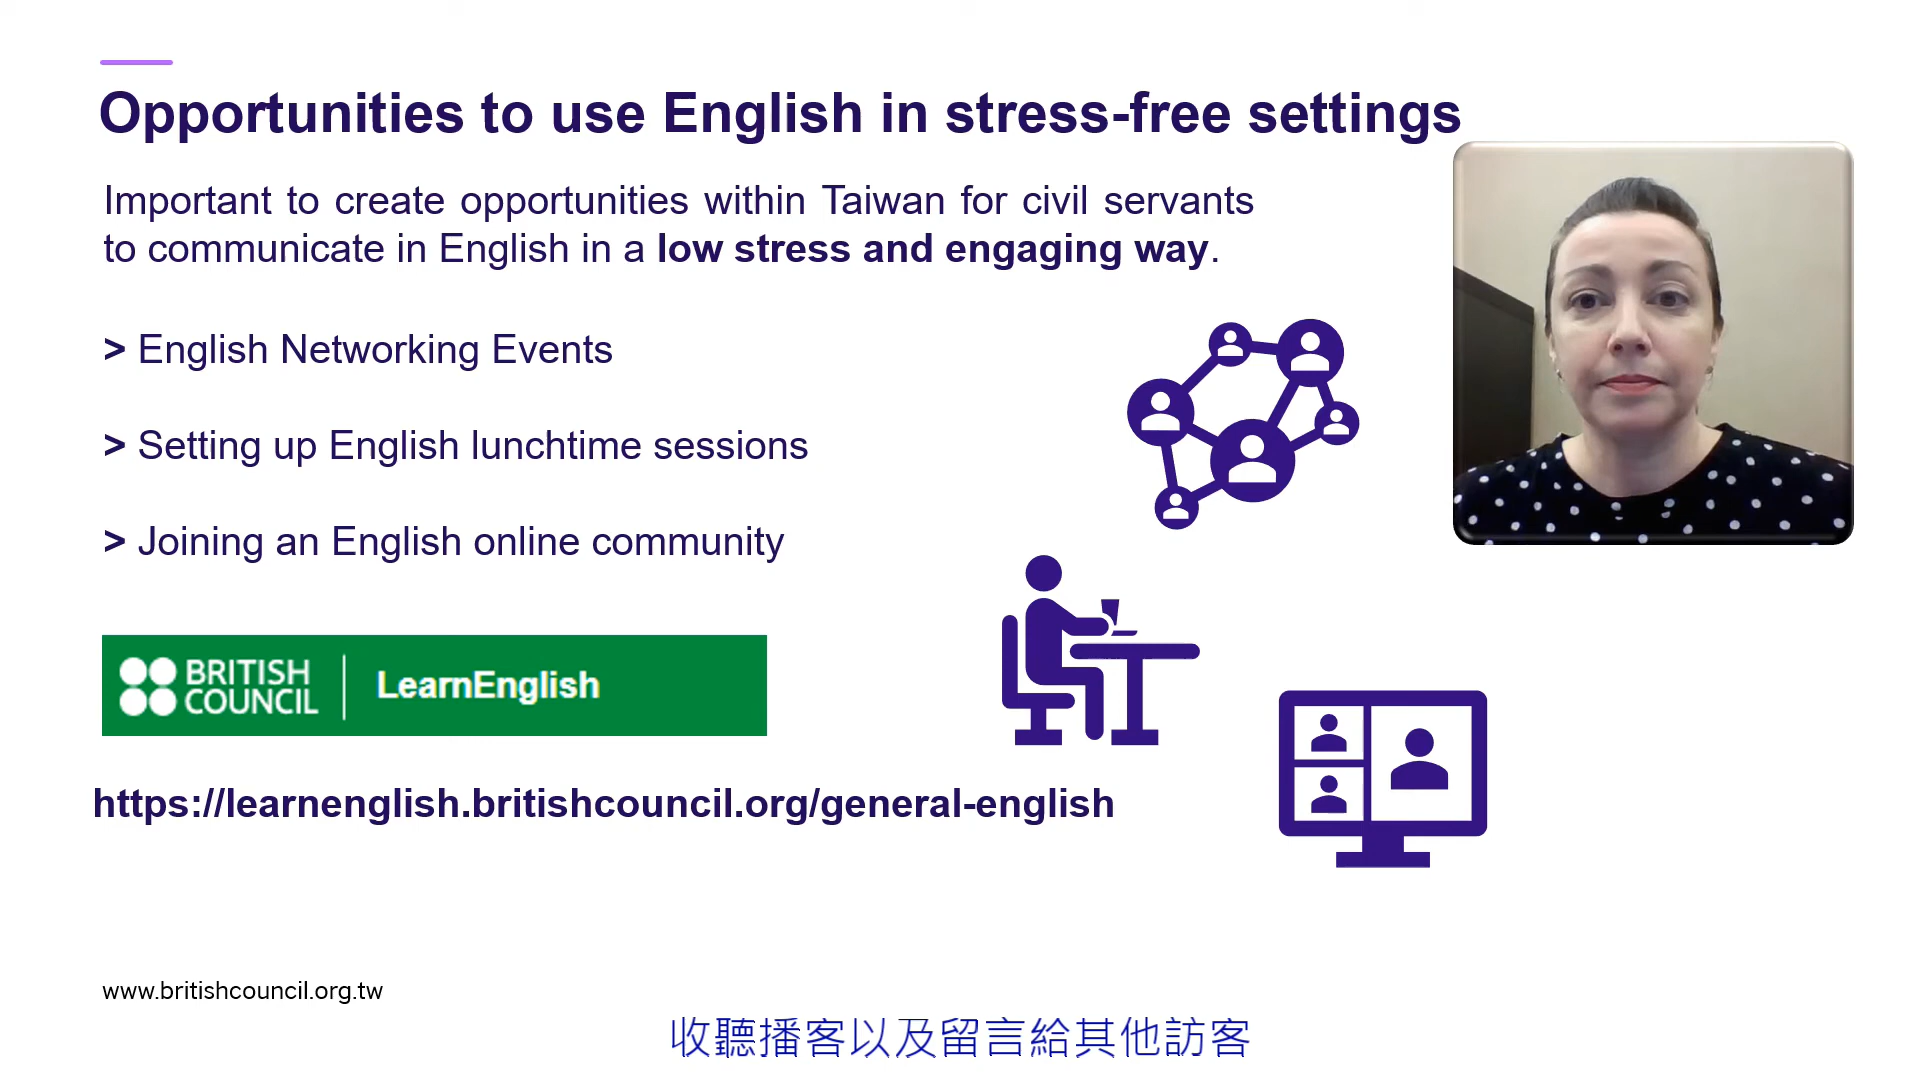 Opportunities to use English in stress-free settings
Important to create opportunities within Taiwan for civil servants
to communicate in English in a low stress and engaging way.
> English Networking Events
> Setting up English lunchtime sessions
> Joining an English online community
BRITISH
COUNCIL
LearnEnglish
https://learnenglish.britishcouncil.org/general-english
www.britishcouncil.org.tw
收聽播客以及留言給其他訪客